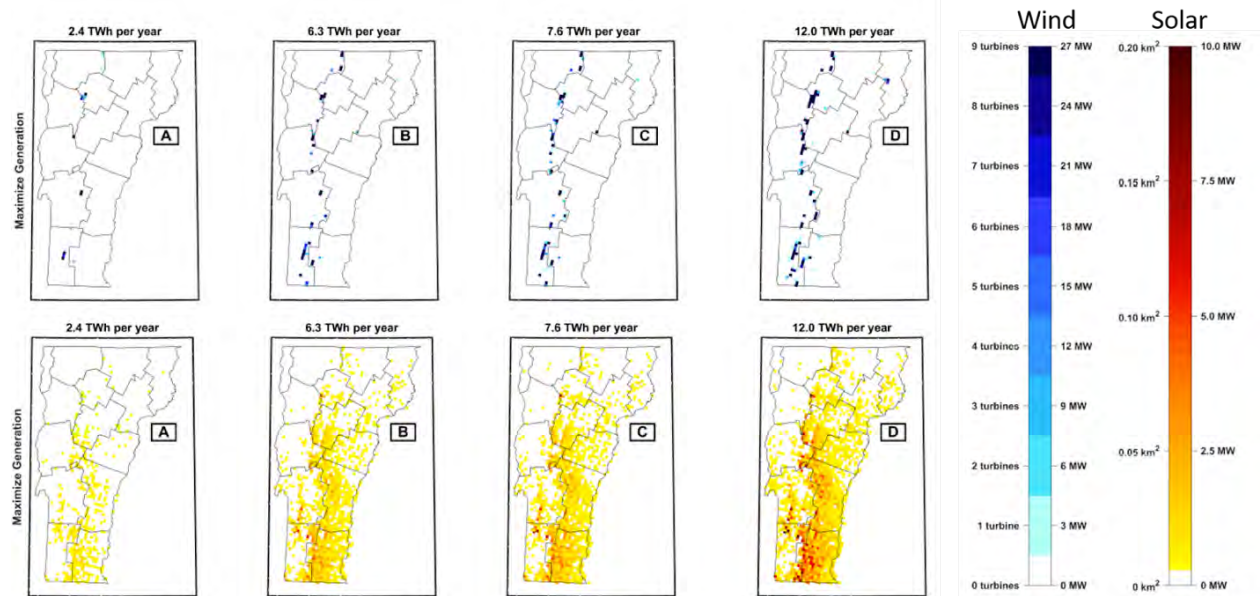 Wind Solar
2.4 TWh per year 6.3 TWh per year 7.6 TWh per year 12.0 TWh per year
Maximize Generation
A B C D
2.4 TWh per year 6.3 TWh per year 7.6 TWh per year 12.0 TWh per year
Maximize Generation
A B C D
9 turbines 27 MW
8 turbines 24 MW
7 turbines 21 MW
6 turbines 18 MW
5 turbines 15 MW
4 turbines 12 MW
3 turbines 9 MW
2 turbines 6 MW
1 turbine 3 MW
0 turbines 0 MW
0.20 km² 10.0 MW
0.15 km² 7.5 MW
0.10 km² 5.0 MW
0.05 km² 2.5 MW
0 km² 0 MW